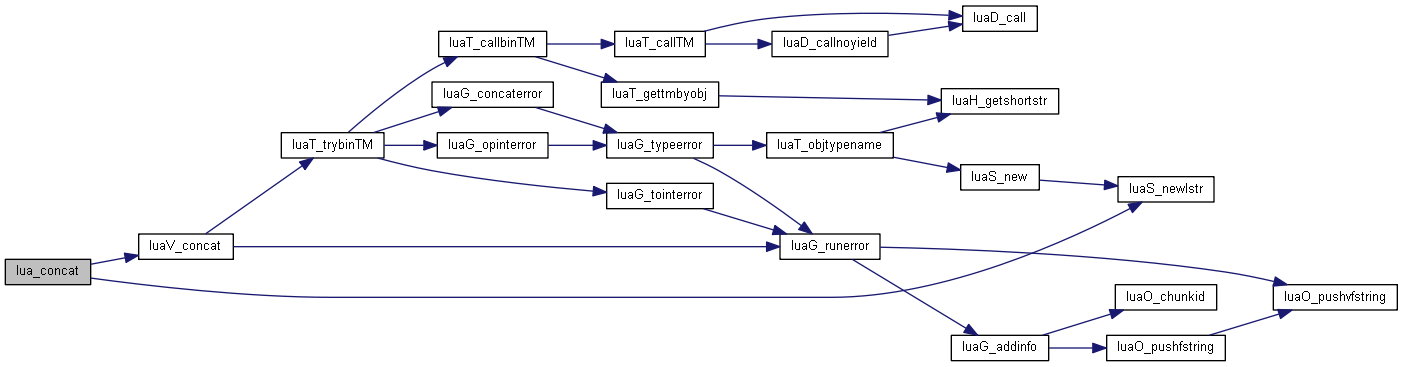 luaD_call
luaT_callbinTM
luaT_callTM
luaD_callnoyield
luaG_concaterror
luaT_gettmbyobj
luaH_getshortstr
luaT_trybinTM
luaG_opinterror
luaG_typeerror
luaT_objtypename
luaS_new
luaS_newlstr
luaG_tointerror
luaV_concat
luaG_runerror
lua_concat
luaO_chunkid
luaO_pushvfstring
luaG_addinfo
luaO_pushfstring